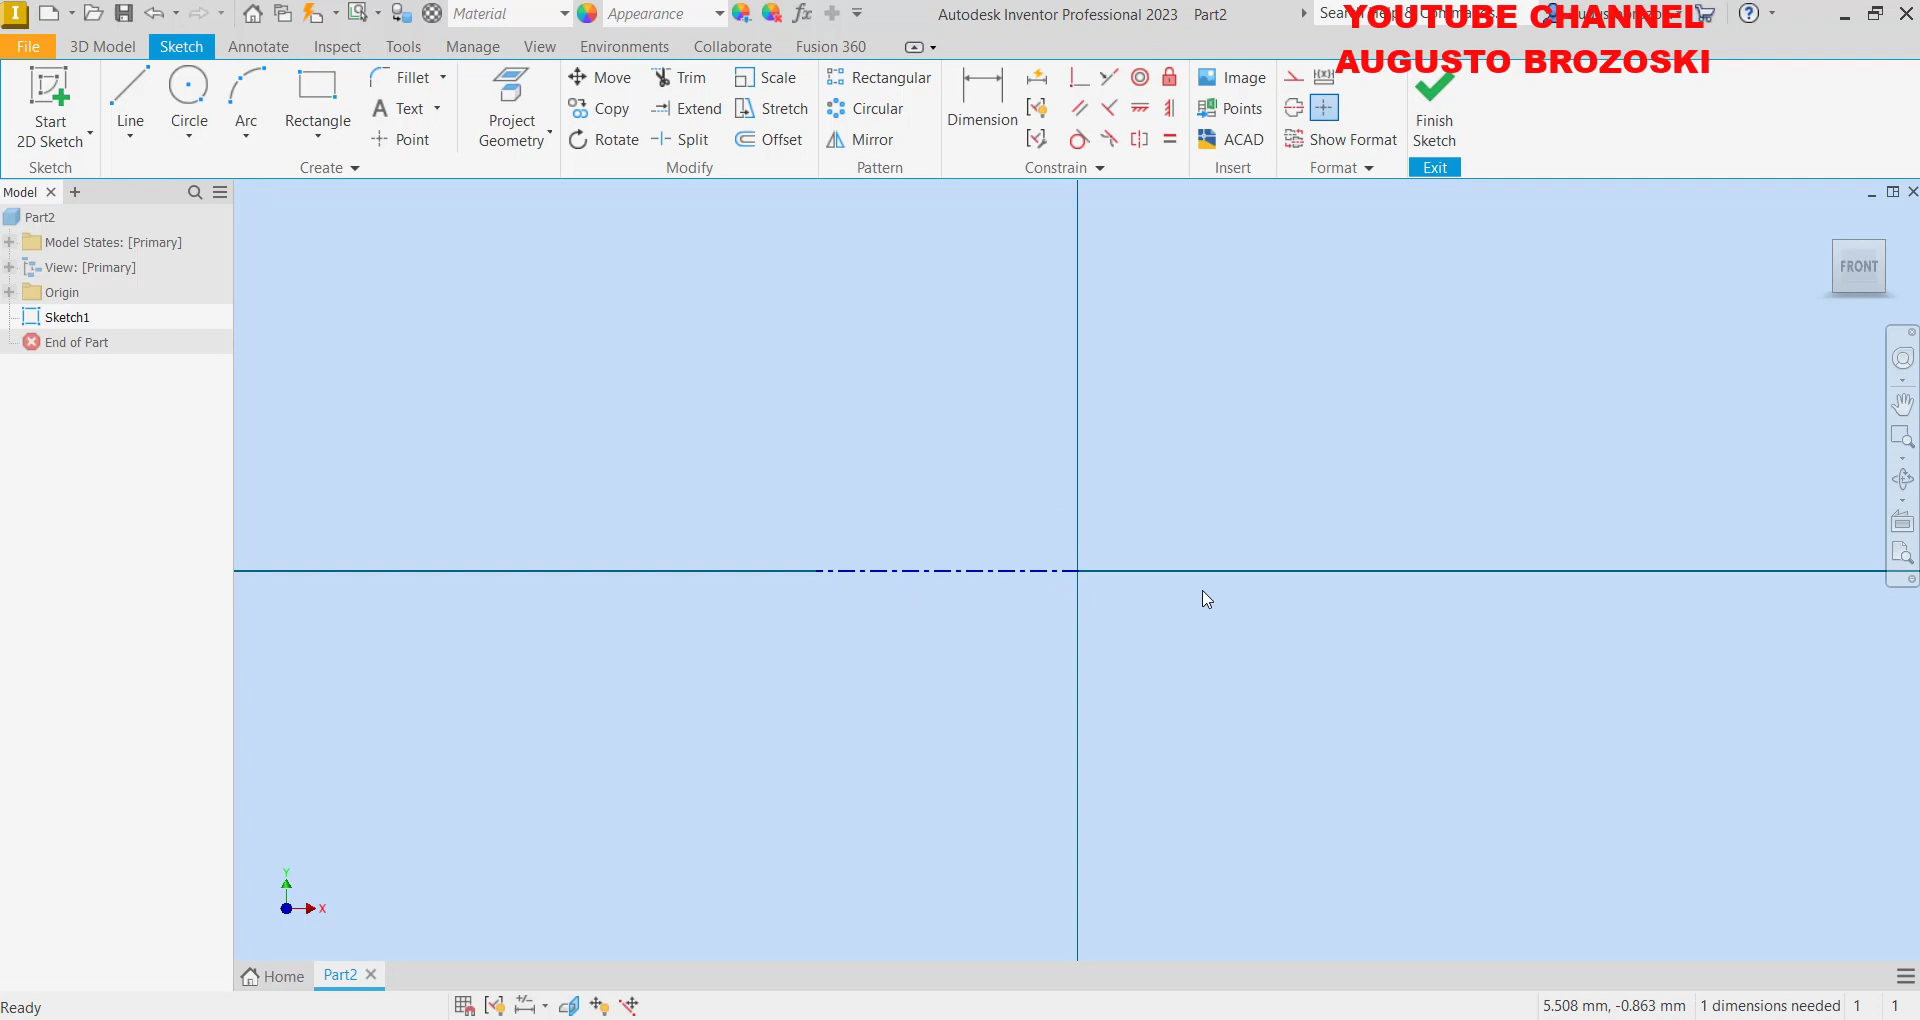 Material
Appearance
Autodesk Inventor Professional 2023 Part2
YOUTUBE CHANNEL
AUGUSTO BROZOSKI
File 3D Model Sketch Annotate Inspect Tools Manage View Environments Collaborate Fusion 360
Start
2D Sketch
Line
Circle
Arc
Rectangle
Fillet
Text
Point
Project
Geometry
Move
Copy
Rotate
Trim
Extend
Split
Scale
Stretch
Offset
Rectangular
Circular
Mirror
Dimension
Image
Points
ACAD
Show Format
Finish
Sketch
Sketch Create Modify Pattern Constrain Insert Format Exit
Model
Part2
Model States: [Primary]
View: [Primary]
Origin
Sketch1
End of Part
FRONT
Y
X
Home Part2
Ready
5.508 mm, -0.863 mm 1 dimensions needed 1 1